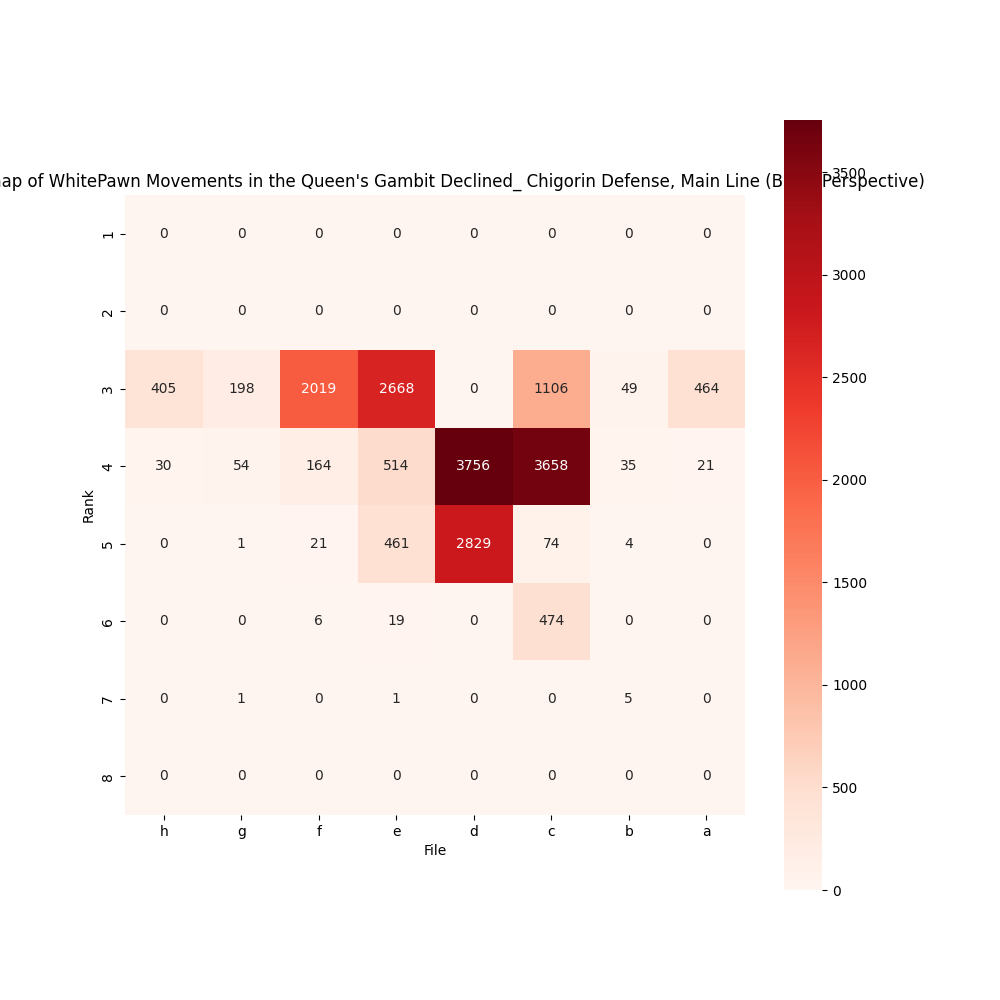 ap of WhitePawn Movements in the Queen's Gambit Declined_ Chigorin Defense, Main Line (B Perspective)
1 0 0 0 0 0 0 0 0
2 0 0 0 0 0 0 0 0
3 405 198 2019 2668 0 1106 49 464
4 30 54 164 514 3756 3658 35 21
5 0 1 21 461 2829 74 4 0
6 0 0 6 19 0 474 0 0
7 0 1 0 1 0 0 5 0
8 0 0 0 0 0 0 0 0
h g f e d c b a
File
Rank
3500
3000
2500
2000
1500
1000
500
0